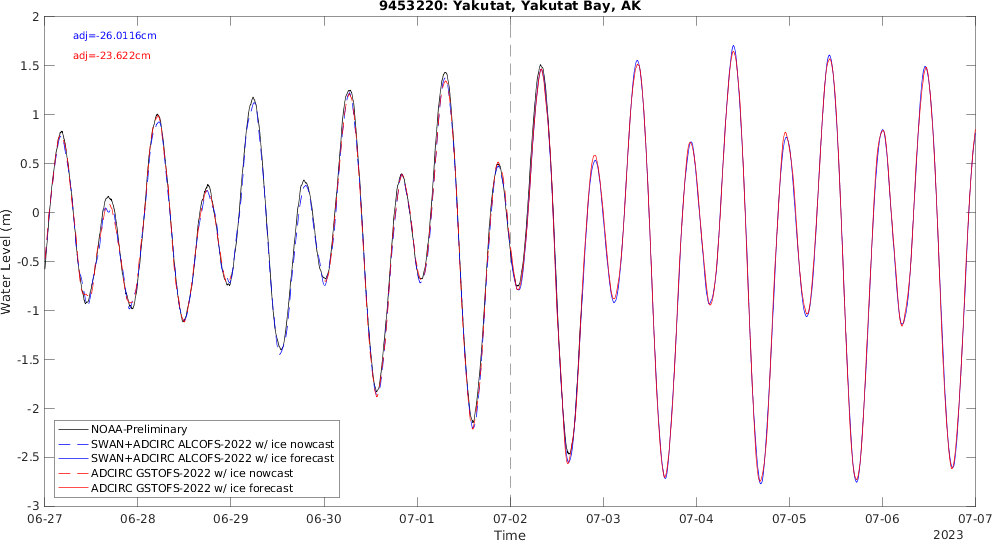 9453220: Yakutat, Yakutat Bay, AK
adj=-26.0116cm
adj=-23.622cm
Water Level (m)
2
1.5
1
0.5
0
-0.5
-1
-1.5
-2
-2.5
-3
NOAA-Preliminary
SWAN+ADCIRC ALCOFS-2022 w/ ice nowcast
SWAN+ADCIRC ALCOFS-2022 w/ ice forecast
ADCIRC GSTOFS-2022 w/ ice nowcast
ADCIRC GSTOFS-2022 w/ ice forecast
06-27 06-28 06-29 06-30 07-01 07-02 07-03 07-04 07-05 07-06 07-07
Time
2023